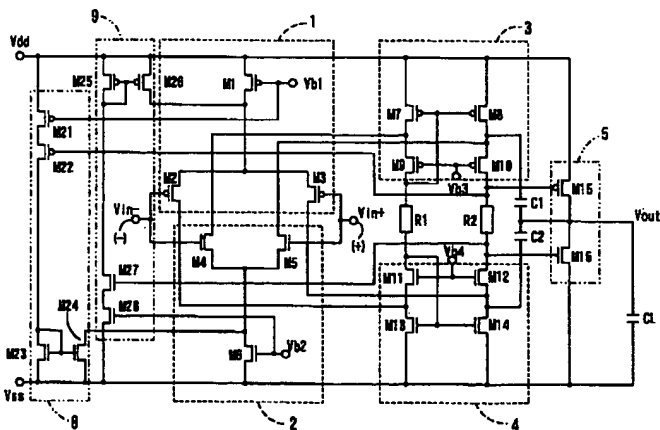 9
1
3
Vdd
M25
M26
M1
Vb1
M7
M8
M21
5
M22
M2
M3
M9
M10
Vb3
M15
C1
Vin-
(-)
Vin+
(+)
R1
R2
Vout
C2
M4
M5
Vb4
M16
M27
M11
M12
M24
M28
CL
M23
M6
Vb2
M13
M14
Vss
8
2
4